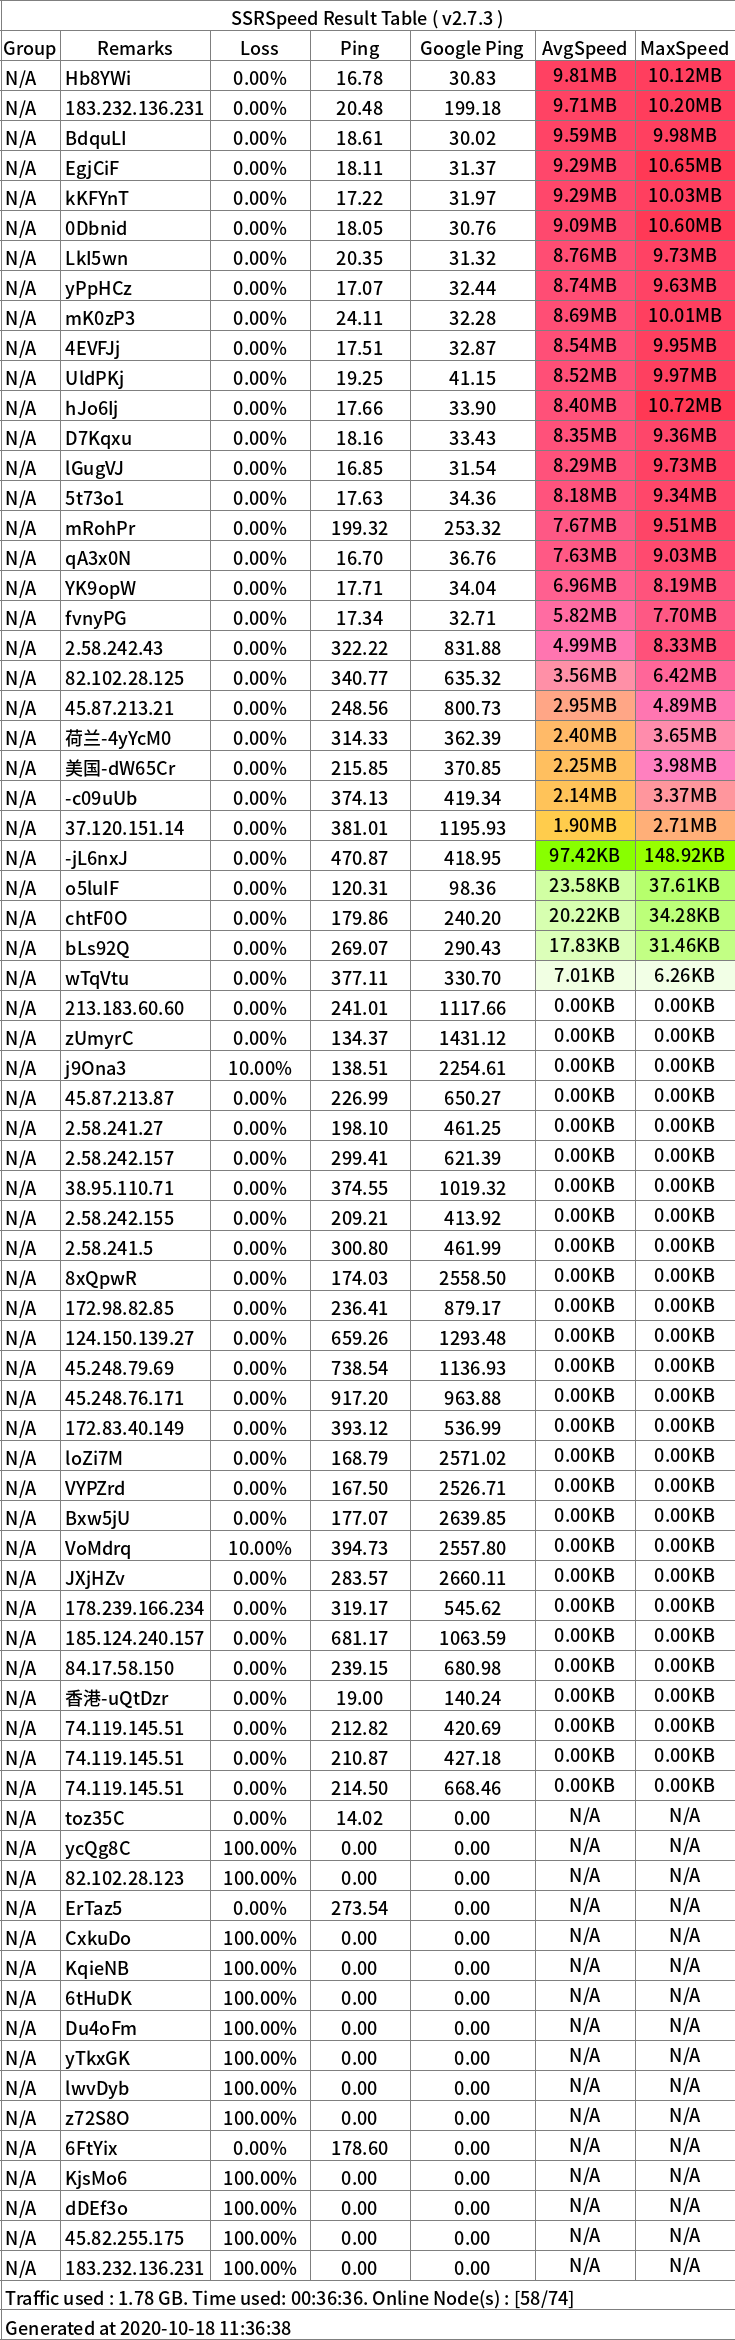 SSRSpeed Result Table ( v2.7.3 )
Group Remarks Loss Ping Google Ping AvgSpeed MaxSpeed
N/A Hb8YWi 0.00% 16.78 30.83 9.81MB 10.12MB
N/A 183.232.136.231 0.00% 20.48 199.18 9.71MB 10.20MB
N/A BdquLI 0.00% 18.61 30.02 9.59MB 9.98MB
N/A EgjCiF 0.00% 18.11 31.37 9.29MB 10.65MB
N/A kKFYnT 0.00% 17.22 31.97 9.29MB 10.03MB
N/A 0Dbnid 0.00% 18.05 30.76 9.09MB 10.60MB
N/A LkI5wn 0.00% 20.35 31.32 8.76MB 9.73MB
N/A yPpHCz 0.00% 17.07 32.44 8.74MB 9.63MB
N/A mK0zP3 0.00% 24.11 32.28 8.69MB 10.01MB
N/A 4EVFJj 0.00% 17.51 32.87 8.54MB 9.95MB
N/A UldPKj 0.00% 19.25 41.15 8.52MB 9.97MB
N/A hJo6Ij 0.00% 17.66 33.90 8.40MB 10.72MB
N/A D7Kqxu 0.00% 18.16 33.43 8.35MB 9.36MB
N/A lGugVJ 0.00% 16.85 31.54 8.29MB 9.73MB
N/A 5t73o1 0.00% 17.63 34.36 8.18MB 9.34MB
N/A mRohPr 0.00% 199.32 253.32 7.67MB 9.51MB
N/A qA3x0N 0.00% 16.70 36.76 7.63MB 9.03MB
N/A YK9opW 0.00% 17.71 34.04 6.96MB 8.19MB
N/A fvnyPG 0.00% 17.34 32.71 5.82MB 7.70MB
N/A 2.58.242.43 0.00% 322.22 831.88 4.99MB 8.33MB
N/A 82.102.28.125 0.00% 340.77 635.32 3.56MB 6.42MB
N/A 45.87.213.21 0.00% 248.56 800.73 2.95MB 4.89MB
N/A 荷兰-4yYcM0 0.00% 314.33 362.39 2.40MB 3.65MB
N/A 美国-dW65Cr 0.00% 215.85 370.85 2.25MB 3.98MB
N/A -c09uUb 0.00% 374.13 419.34 2.14MB 3.37MB
N/A 37.120.151.14 0.00% 381.01 1195.93 1.90MB 2.71MB
N/A -jL6nxJ 0.00% 470.87 418.95 97.42KB 148.92KB
N/A o5luIF 0.00% 120.31 98.36 23.58KB 37.61KB
N/A chtF0O 0.00% 179.86 240.20 20.22KB 34.28KB
N/A bLs92Q 0.00% 269.07 290.43 17.83KB 31.46KB
N/A wTqVtu 0.00% 377.11 330.70 7.01KB 6.26KB
N/A 213.183.60.60 0.00% 241.01 1117.66 0.00KB 0.00KB
N/A zUmyrC 0.00% 134.37 1431.12 0.00KB 0.00KB
N/A j9Ona3 10.00% 138.51 2254.61 0.00KB 0.00KB
N/A 45.87.213.87 0.00% 226.99 650.27 0.00KB 0.00KB
N/A 2.58.241.27 0.00% 198.10 461.25 0.00KB 0.00KB
N/A 2.58.242.157 0.00% 299.41 621.39 0.00KB 0.00KB
N/A 38.95.110.71 0.00% 374.55 1019.32 0.00KB 0.00KB
N/A 2.58.242.155 0.00% 209.21 413.92 0.00KB 0.00KB
N/A 2.58.241.5 0.00% 300.80 461.99 0.00KB 0.00KB
N/A 8xQpwR 0.00% 174.03 2558.50 0.00KB 0.00KB
N/A 172.98.82.85 0.00% 236.41 879.17 0.00KB 0.00KB
N/A 124.150.139.27 0.00% 659.26 1293.48 0.00KB 0.00KB
N/A 45.248.79.69 0.00% 738.54 1136.93 0.00KB 0.00KB
N/A 45.248.76.171 0.00% 917.20 963.88 0.00KB 0.00KB
N/A 172.83.40.149 0.00% 393.12 536.99 0.00KB 0.00KB
N/A loZi7M 0.00% 168.79 2571.02 0.00KB 0.00KB
N/A VYPZrd 0.00% 167.50 2526.71 0.00KB 0.00KB
N/A Bxw5jU 0.00% 177.07 2639.85 0.00KB 0.00KB
N/A VoMdrq 10.00% 394.73 2557.80 0.00KB 0.00KB
N/A JXjHZv 0.00% 283.57 2660.11 0.00KB 0.00KB
N/A 178.239.166.234 0.00% 319.17 545.62 0.00KB 0.00KB
N/A 185.124.240.157 0.00% 681.17 1063.59 0.00KB 0.00KB
N/A 84.17.58.150 0.00% 239.15 680.98 0.00KB 0.00KB
N/A 香港-uQtDzr 0.00% 19.00 140.24 0.00KB 0.00KB
N/A 74.119.145.51 0.00% 212.82 420.69 0.00KB 0.00KB
N/A 74.119.145.51 0.00% 210.87 427.18 0.00KB 0.00KB
N/A 74.119.145.51 0.00% 214.50 668.46 0.00KB 0.00KB
N/A toz35C 0.00% 14.02 0.00 N/A N/A
N/A ycQg8C 100.00% 0.00 0.00 N/A N/A
N/A 82.102.28.123 100.00% 0.00 0.00 N/A N/A
N/A ErTaz5 0.00% 273.54 0.00 N/A N/A
N/A CxkuDo 100.00% 0.00 0.00 N/A N/A
N/A KqieNB 100.00% 0.00 0.00 N/A N/A
N/A 6tHuDK 100.00% 0.00 0.00 N/A N/A
N/A Du4oFm 100.00% 0.00 0.00 N/A N/A
N/A yTkxGK 100.00% 0.00 0.00 N/A N/A
N/A lwvDyb 100.00% 0.00 0.00 N/A N/A
N/A z72S8O 100.00% 0.00 0.00 N/A N/A
N/A 6FtYix 0.00% 178.60 0.00 N/A N/A
N/A KjsMo6 100.00% 0.00 0.00 N/A N/A
N/A dDEf3o 100.00% 0.00 0.00 N/A N/A
N/A 45.82.255.175 100.00% 0.00 0.00 N/A N/A
N/A 183.232.136.231 100.00% 0.00 0.00 N/A N/A
Traffic used : 1.78 GB. Time used: 00:36:36. Online Node(s) : [58/74]
Generated at 2020-10-18 11:36:38